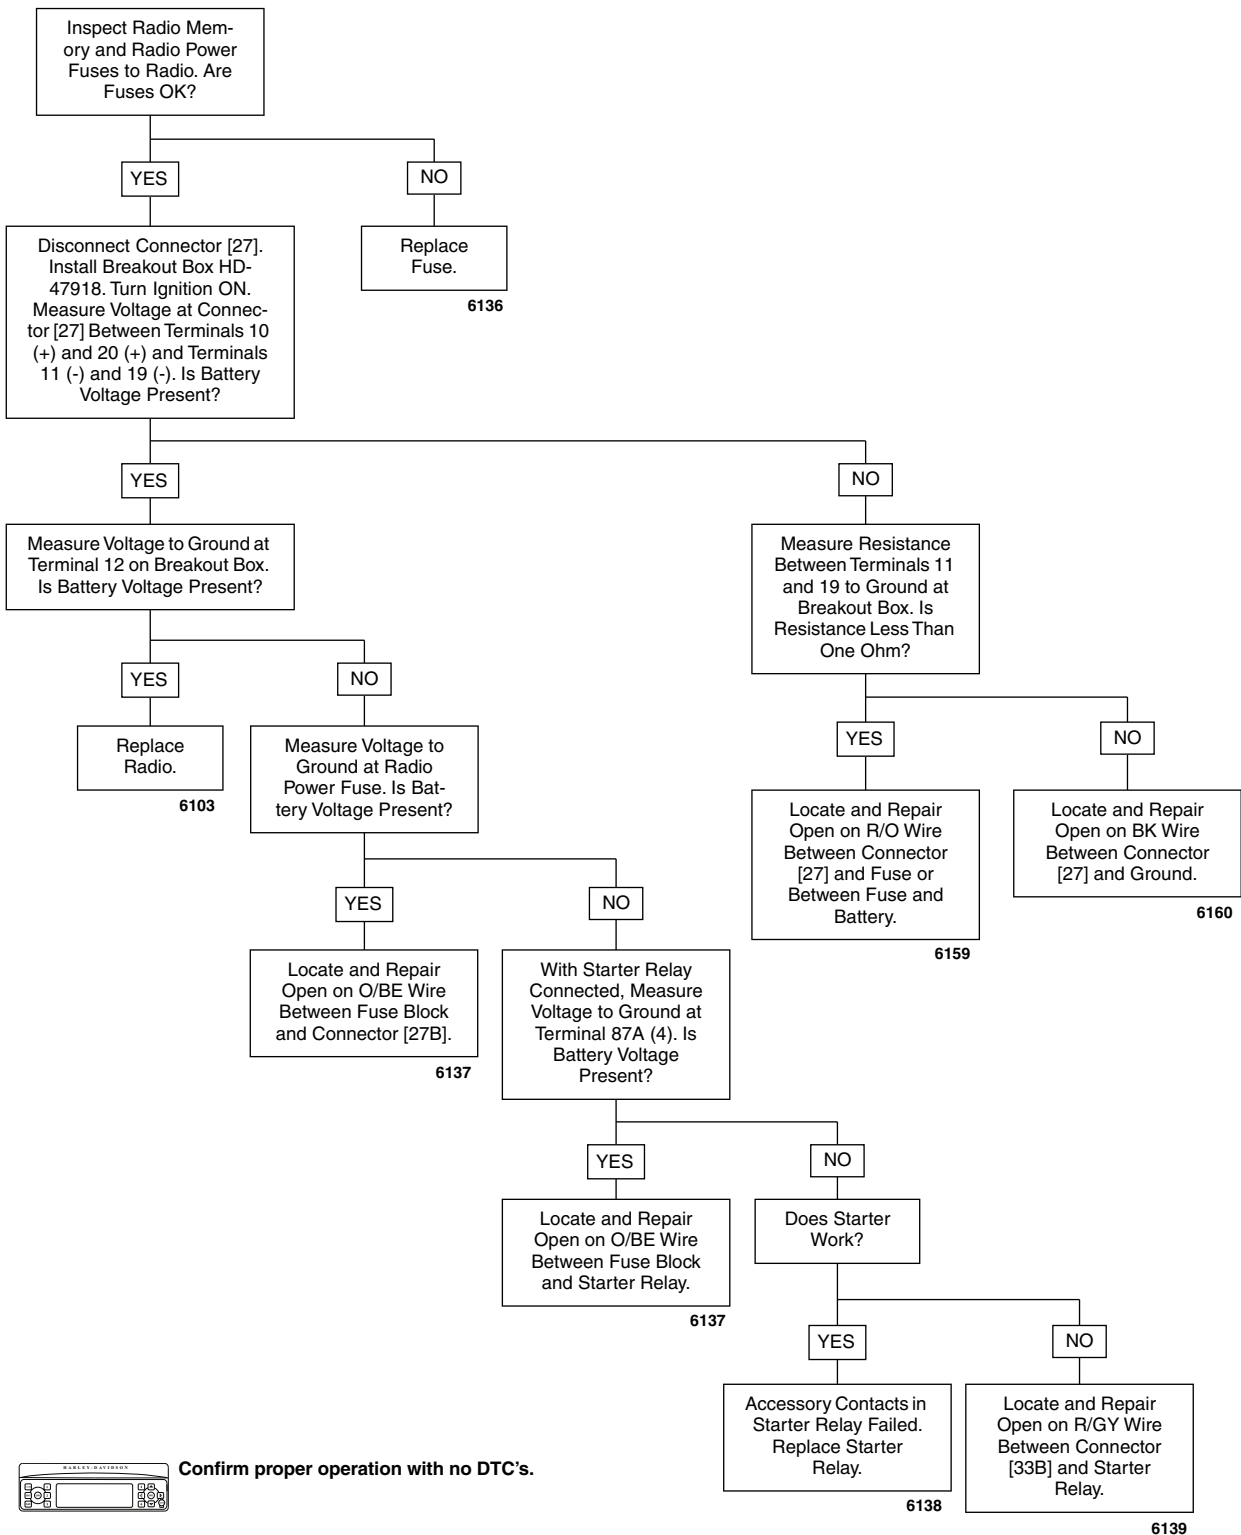 Inspect Radio Mem-
ory and Radio Power
Fuses to Radio. Are
Fuses OK?
YES
NO
Disconnect Connector [27].
Install Breakout Box HD-
47918. Turn Ignition ON.
Measure Voltage at Connec-
tor [27] Between Terminals 10
(+) and 20 (+) and Terminals
11 (-) and 19 (-). Is Battery
Voltage Present?
Replace
Fuse.
6136
YES
NO
Measure Voltage to Ground at
Terminal 12 on Breakout Box.
Is Battery Voltage Present?
Measure Resistance
Between Terminals 11
and 19 to Ground at
Breakout Box. Is
Resistance Less Than
One Ohm?
YES
NO
YES
NO
Replace
Radio.
6103
Measure Voltage to
Ground at Radio
Power Fuse. Is Bat-
tery Voltage Present?
Locate and Repair
Open on R/O Wire
Between Connector
[27] and Fuse or
Between Fuse and
Battery.
6159
Locate and Repair
Open on BK Wire
Between Connector
[27] and Ground.
6160
YES
NO
Locate and Repair
Open on O/BE Wire
Between Fuse Block
and Connector [27B].
6137
With Starter Relay
Connected, Measure
Voltage to Ground at
Terminal 87A (4). Is
Battery Voltage
Present?
YES
NO
Locate and Repair
Open on O/BE Wire
Between Fuse Block
and Starter Relay.
6137
Does Starter
Work?
YES
NO
Accessory Contacts in
Starter Relay Failed.
Replace Starter
Relay.
6138
Locate and Repair
Open on R/GY Wire
Between Connector
[33B] and Starter
Relay.
6139
HARLEY-DAVIDSON
Confirm proper operation with no DTC's.